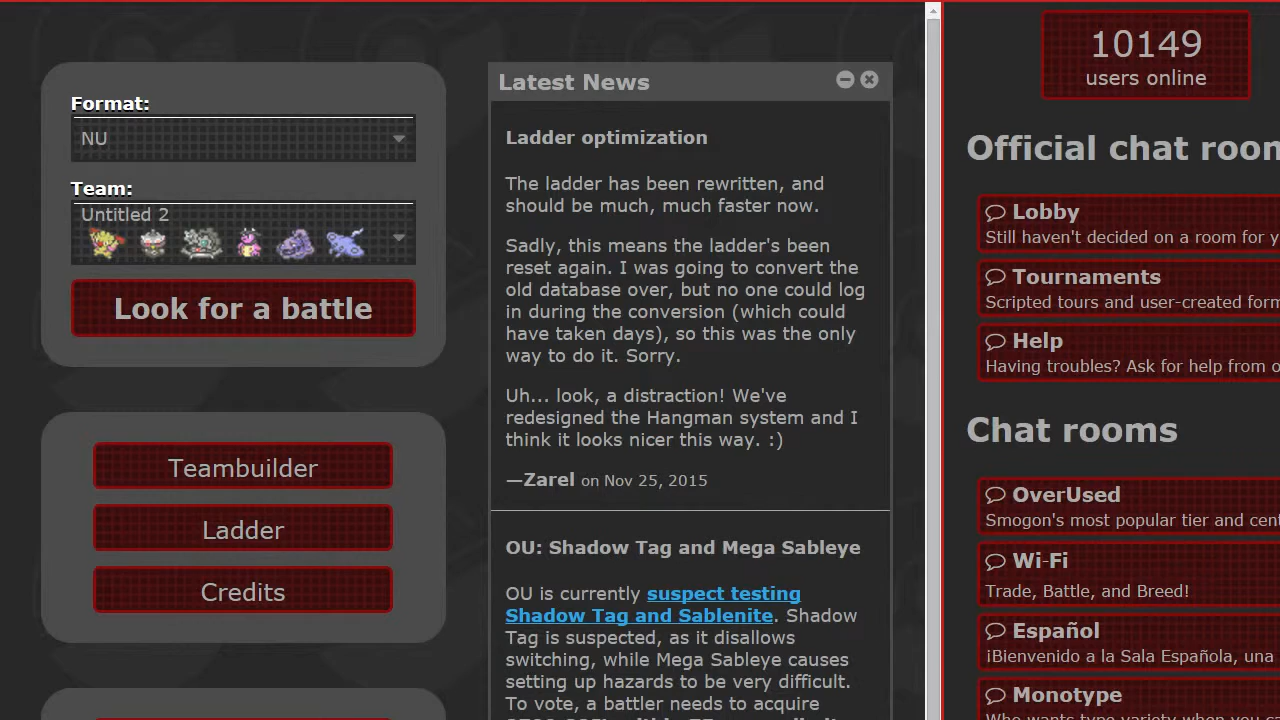 Format:
NU
Team:
Untitled 2
Look for a battle
Teambuilder
Ladder
Credits
Latest News
Ladder optimization
The ladder has been rewritten, and
should be much, much faster now.
Sadly, this means the ladder's been
reset again. I was going to convert the
old database over, but no one could log
in during the conversion (which could
have taken days), so this was the only
way to do it. Sorry.
Uh... look, a distraction! We've
redesigned the Hangman system and I
think it looks nicer this way. :)
—Zarel on Nov 25, 2015
OU: Shadow Tag and Mega Sableye
OU is currently suspect testing
Shadow Tag and Sablenite. Shadow
Tag is suspected, as it disallows
switching, while Mega Sableye causes
setting up hazards to be very difficult.
To vote, a battler needs to acquire
10149
users online
Official chat room
Lobby
Still haven't decided on a room for y
Tournaments
Scripted tours and user-created form
Help
Having troubles? Ask for help from o
Chat rooms
OverUsed
Smogon's most popular tier and cent
Wi-Fi
Trade, Battle, and Breed!
Español
¡Bienvenido a la Sala Española, una
Monotype
Who wants type variety when you ca